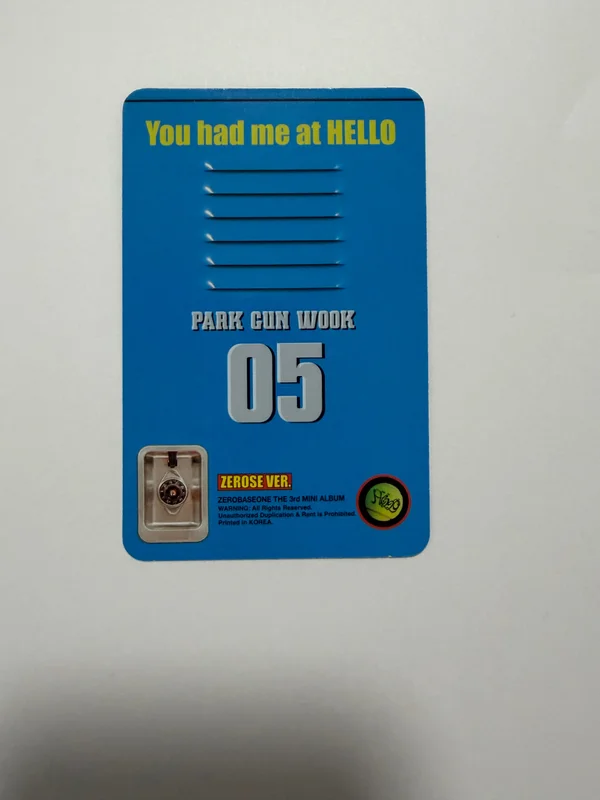 You had me at HELLO
PARK GUN WOOK
05
ZEROSE VER.
ZEROBASEONE THE 3rd MINI ALBUM
WARNING: All Rights Reserved.
Unauthorized Duplication & Rent is Prohibited.
Printed in KOREA.